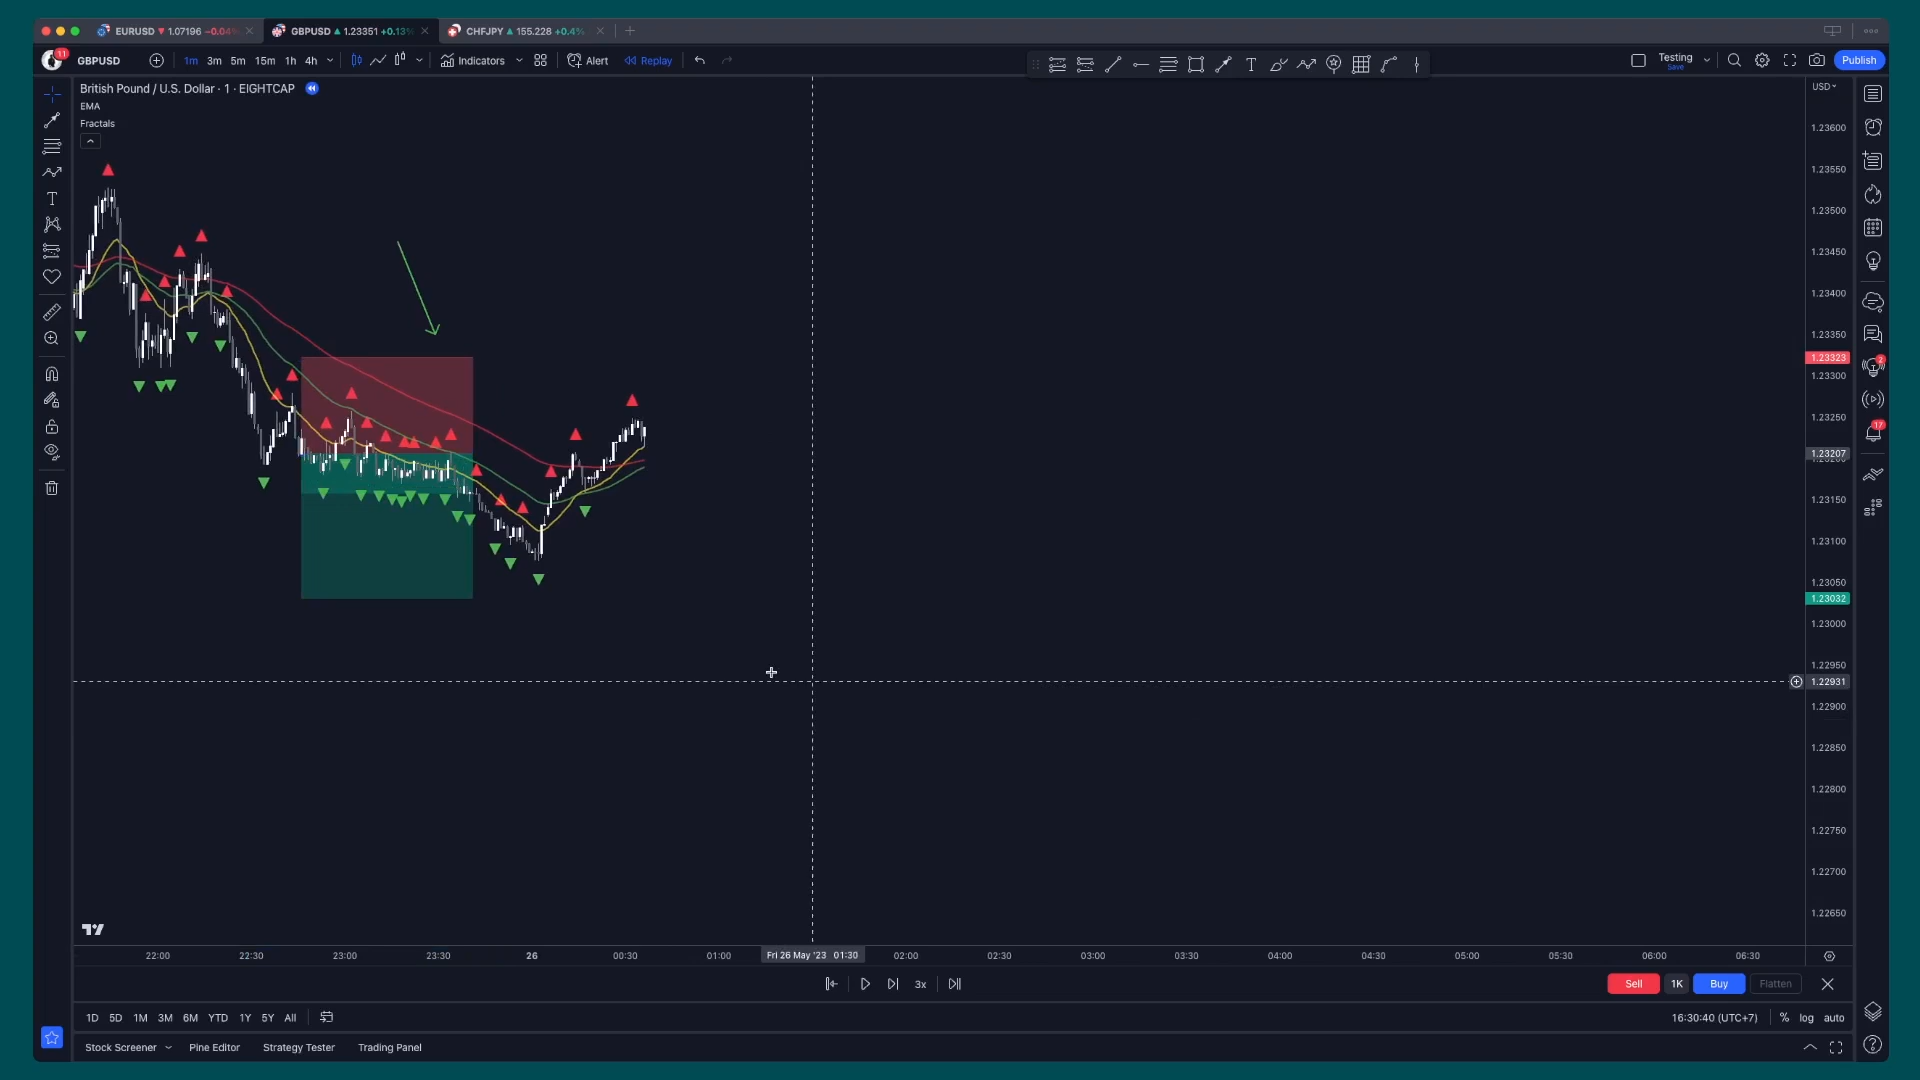 EURUSD 1.07196 −0.04%
GBPUSD 1.23351 +0.13%
CHFJPY 155.228 +0.4%
11
GBPUSD
1m 3m 5m 15m 1h 4h
Indicators
Alert
Replay
Testing
Save
Publish
British Pound / U.S. Dollar · 1 · EIGHTCAP
EMA
Fractals
USD
1.23600
1.23550
1.23500
1.23450
1.23400
1.23350
1.23323
1.23300
1.23250
1.23207
1.23150
1.23100
1.23050
1.23032
1.23000
1.22950
1.22931
1.22900
1.22850
1.22800
1.22750
1.22700
1.22650
2
17
22:00 22:30 23:00 23:30 26 00:30 01:00 Fri 26 May '23 01:30 02:00 02:30 03:00 03:30 04:00 04:30 05:00 05:30 06:00 06:30
3x
Sell 1K Buy Flatten
1D 5D 1M 3M 6M YTD 1Y 5Y All
16:30:40 (UTC+7) % log auto
Stock Screener Pine Editor Strategy Tester Trading Panel